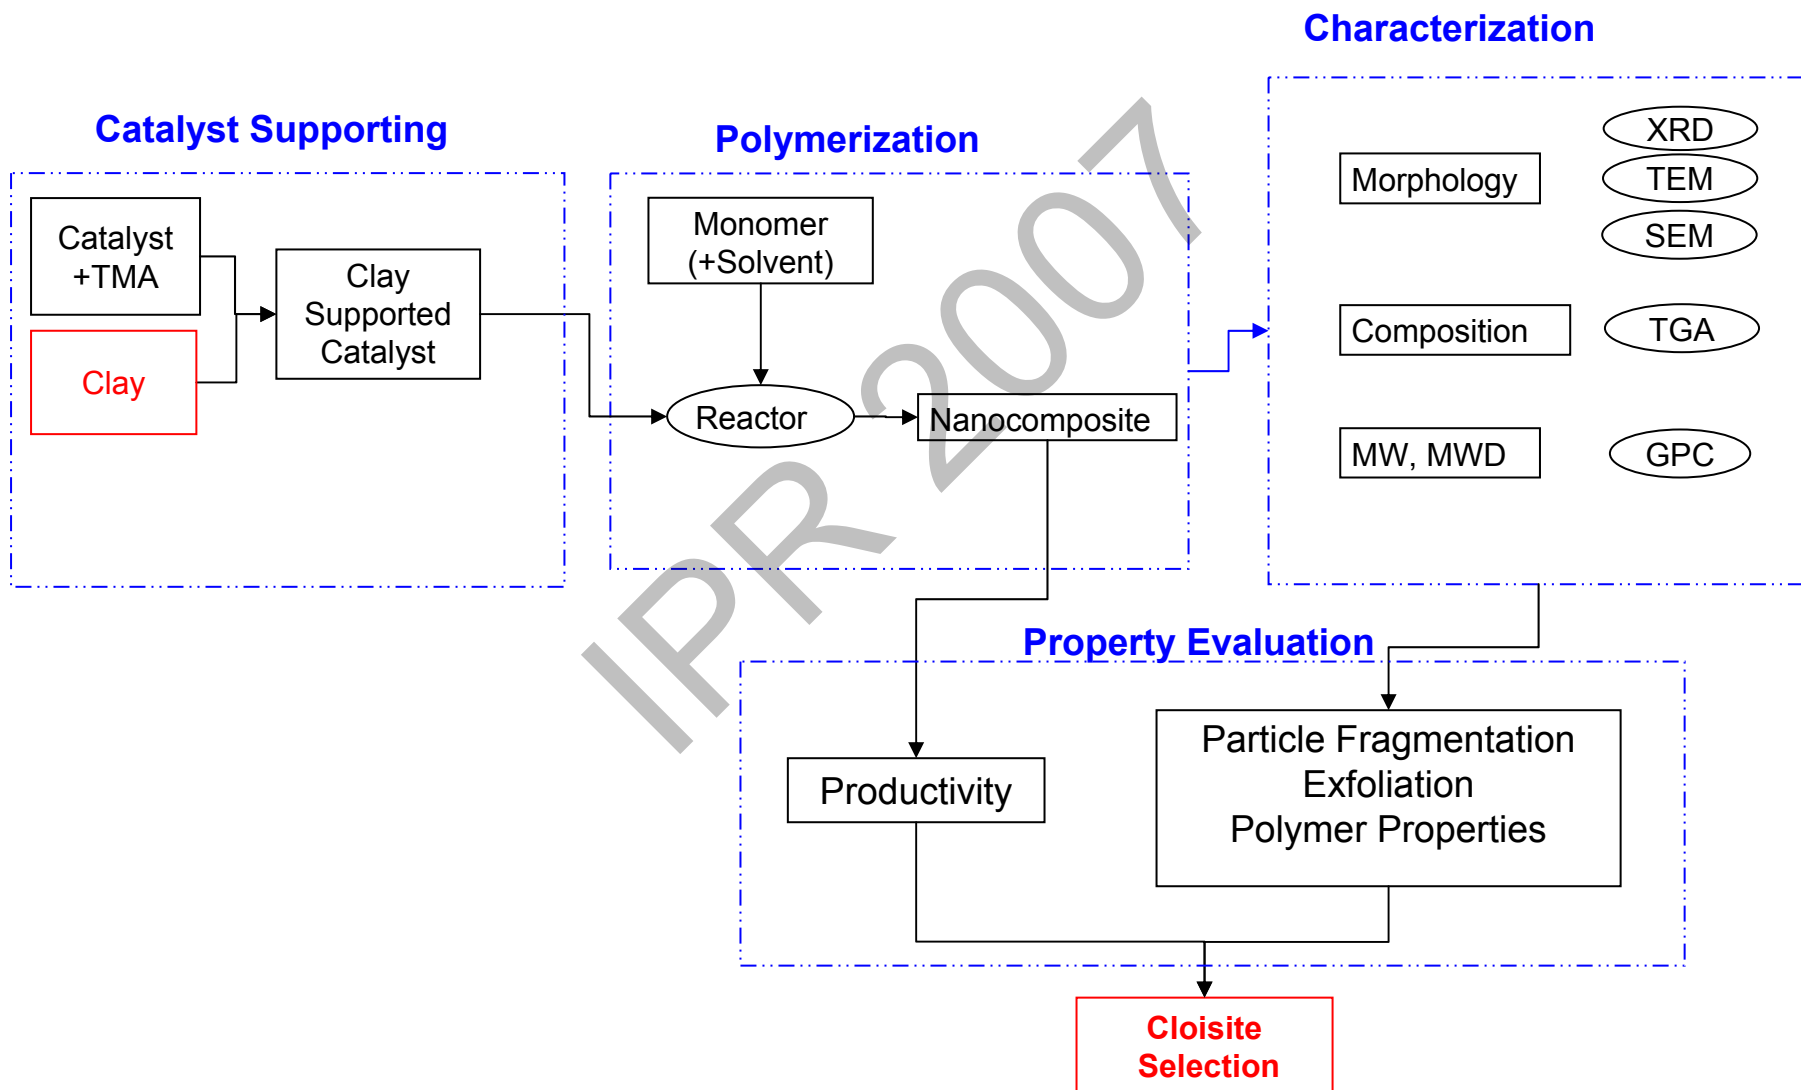 Characterization
Catalyst Supporting
Polymerization
Catalyst
+TMA
Clay
Clay
Supported
Catalyst
Monomer
(+Solvent)
Reactor
Nanocomposite
Morphology
XRD
TEM
SEM
Composition
TGA
MW, MWD
GPC
IPR 2007
Property Evaluation
Productivity
Particle Fragmentation
Exfoliation
Polymer Properties
Cloisite
Selection